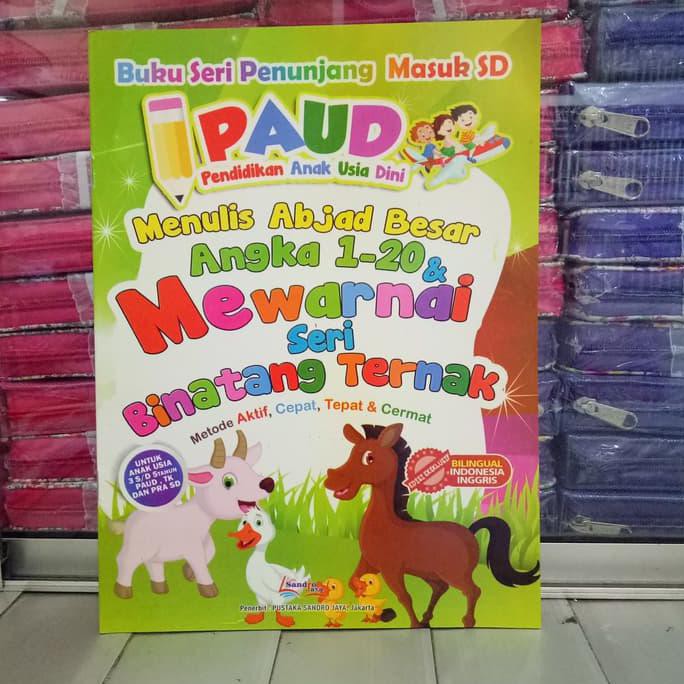 Buku Seri Penunjang Masuk SD
PAUD
Pendidikan Anak Usia Dini
Menulis Abjad Besar
Angka 1-20 &
Mewarnai
Seri
Binatang Ternak
Metode Aktif, Cepat, Tepat & Cermat
UNTUK
ANAK USIA
3 S/D 5TAHUN
PAUD, TK
DAN PRA SD
BILINGUAL
INDONESIA
INGGRIS
Sandro
Jaya
Penerbit : PUSTAKA SANDRO JAYA, Jakarta